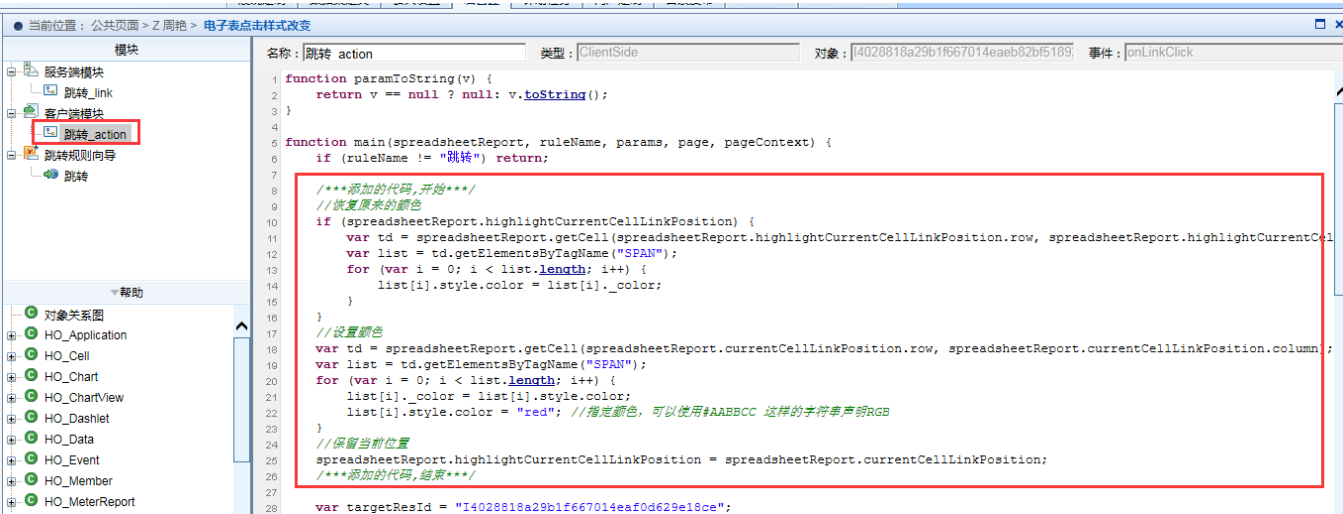 当前位置： 公共页面 > Z 周艳 > 电子表点击样式改变
模块
服务端模块
跳转_link
客户端模块
跳转_action
跳转规则向导
跳转
帮助
对象关系图
HO_Application
HO_Cell
HO_Chart
HO_ChartView
HO_Dashlet
HO_Data
HO_Event
HO_Member
HO_MeterReport
名称：跳转_action 类型：ClientSide 对象：I4028818a29b1f667014eaeb82bf5189 事件：onLinkClick
1 function paramToString(v) {
2 return v == null ? null: v.toString();
3 }
4
5 function main(spreadsheetReport, ruleName, params, page, pageContext) {
6 if (ruleName != "跳转") return;
7
8 /***添加的代码,开始***/
9 //恢复原来的颜色
10 if (spreadsheetReport.highlightCurrentCellLinkPosition) {
11 var td = spreadsheetReport.getCell(spreadsheetReport.highlightCurrentCellLinkPosition.row, spreadsheetReport.highlightCurrentCel
12 var list = td.getElementsByTagName("SPAN");
13 for (var i = 0; i < list.length; i++) {
14 list[i].style.color = list[i]._color;
15 }
16 }
17 //设置颜色
18 var td = spreadsheetReport.getCell(spreadsheetReport.currentCellLinkPosition.row, spreadsheetReport.currentCellLinkPosition.column);
19 var list = td.getElementsByTagName("SPAN");
20 for (var i = 0; i < list.length; i++) {
21 list[i]._color = list[i].style.color;
22 list[i].style.color = "red"; //指定颜色，可以使用#AABBCC 这样的字符串声明RGB
23 }
24 //保留当前位置
25 spreadsheetReport.highlightCurrentCellLinkPosition = spreadsheetReport.currentCellLinkPosition;
26 /***添加的代码,结束***/
27
28 var targetResId = "I4028818a29b1f667014eaf0d629e18ce";